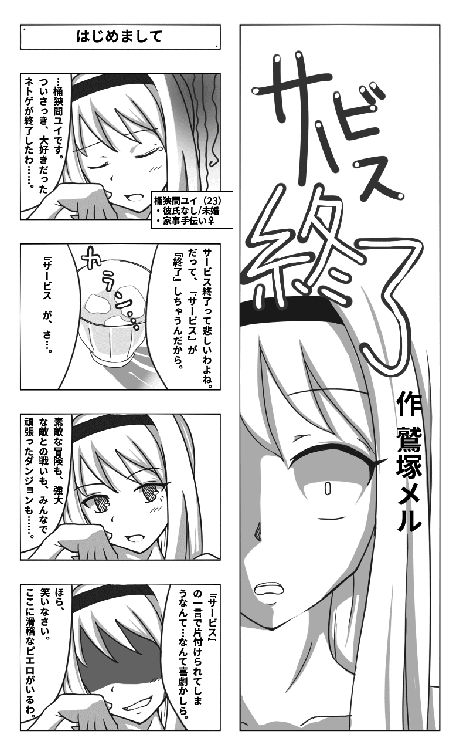 サービス
終了
作 鷲塚メル
はじめまして
…桶狭間ユイです。
ついさっき、大好きだった
ネトゲが終了したわ……。
桶狭間ユイ（23）
・彼氏なし/未婚
・家事手伝い♀
サービス終了って悲しいわよね。
だって、「サービス」が
『終了』しちゃうんだから。
カラン…
『サービス が、さ…。
素敵な冒険も、強大
な敵との戦いも、みんなで
頑張ったダンジョンも……。
『サービス』
の一言で片付けられてしま
うなんて…なんて喜劇かしら。
ほら、
笑いなさい。
ここに滑稽なピエロがいるわ。